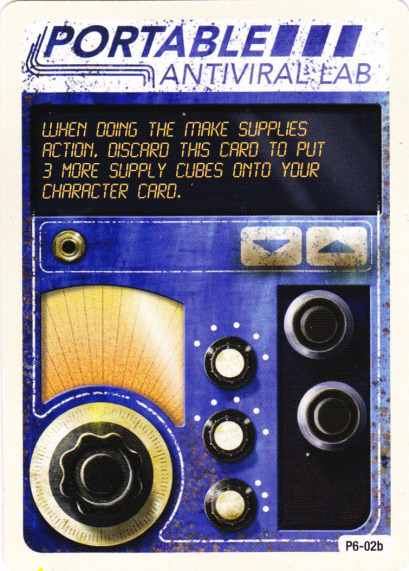 PORTABLE
ANTIVIRAL LAB
WHEN DOING THE MAKE SUPPLIES
ACTION, DISCARD THIS CARD TO PUT
3 MORE SUPPLY CUBES ONTO YOUR
CHARACTER CARD.
P6-02b